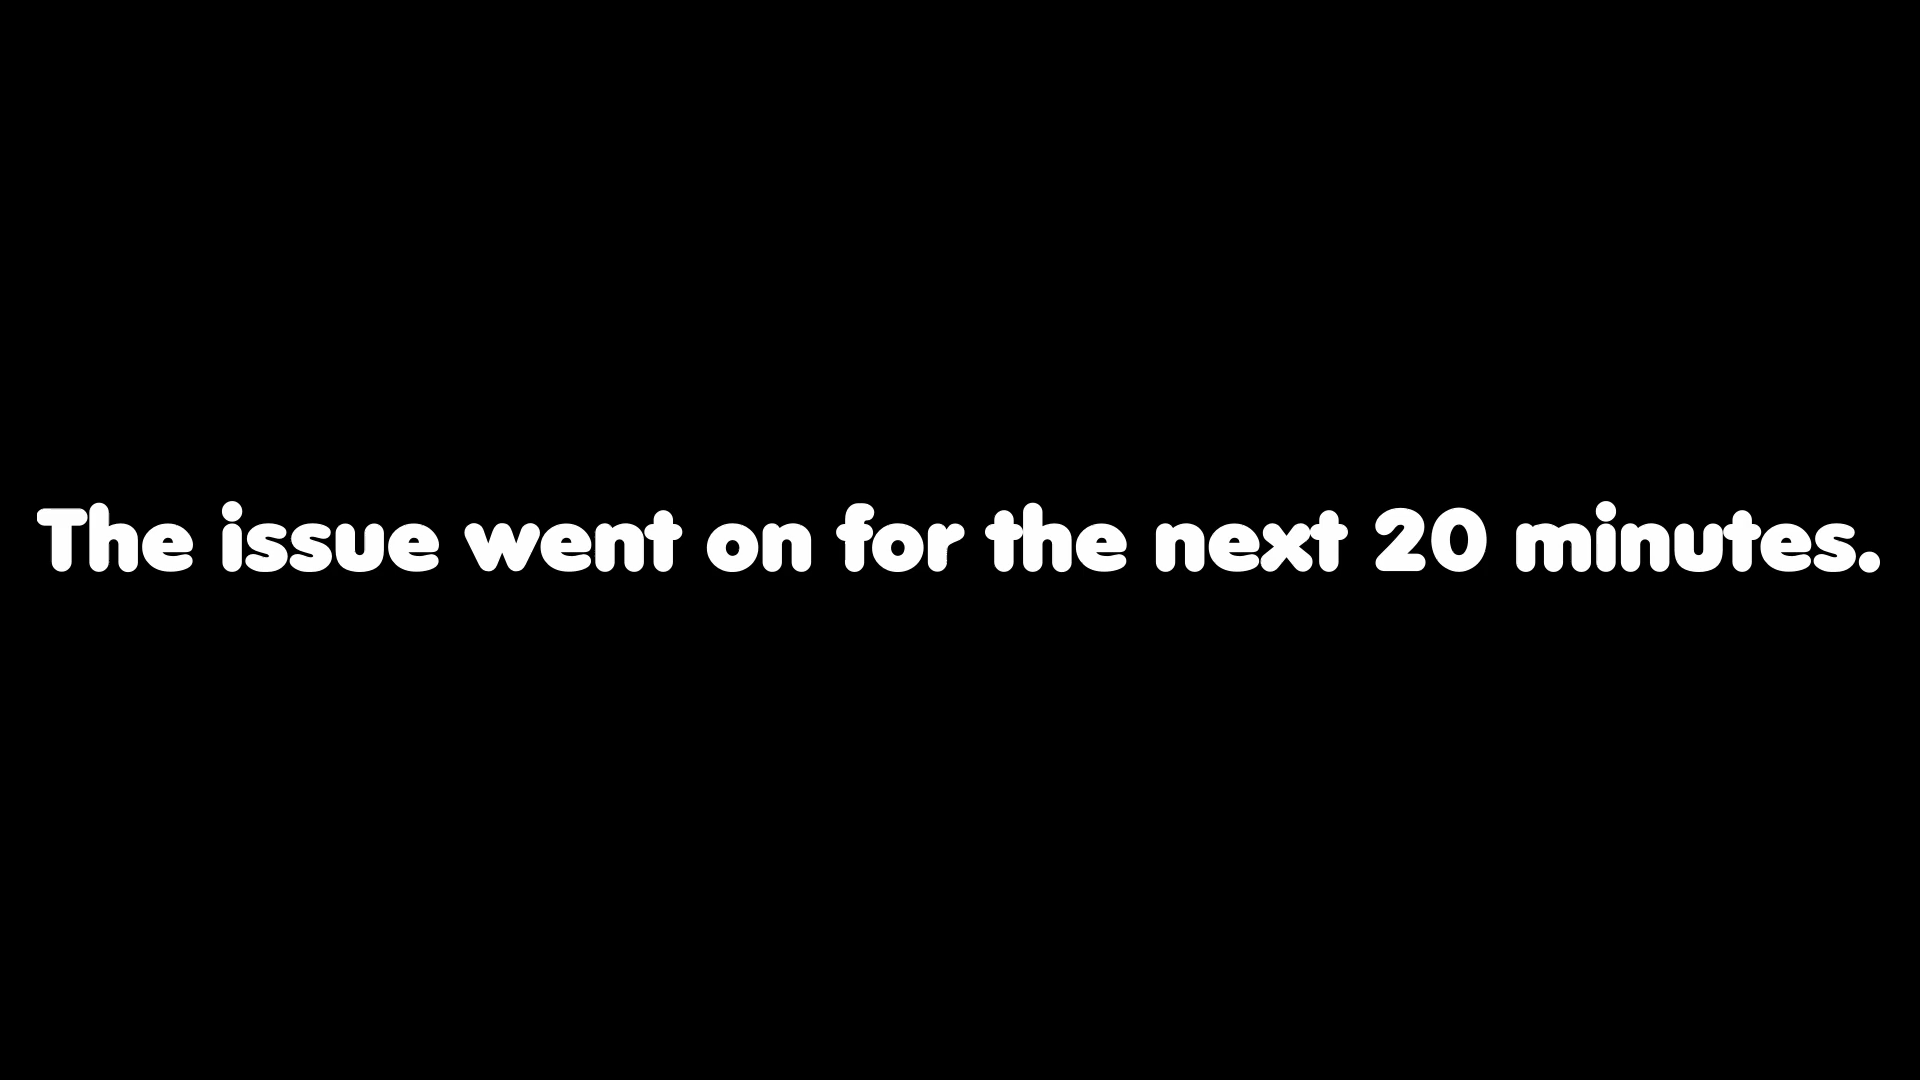 The issue went on for the next 20 minutes.